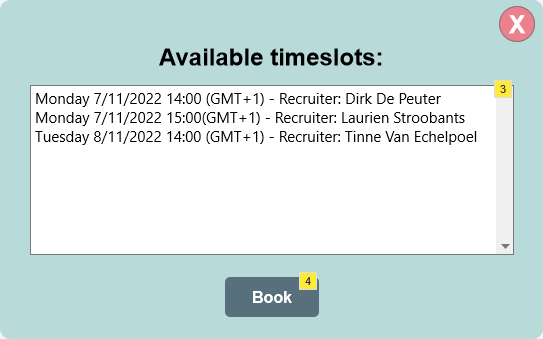 X
Available timeslots:
3
Monday 7/11/2022 14:00 (GMT+1) - Recruiter: Dirk De Peuter
Monday 7/11/2022 15:00(GMT+1) - Recruiter: Laurien Stroobants
Tuesday 8/11/2022 14:00 (GMT+1) - Recruiter: Tinne Van Echelpoel
4
Book